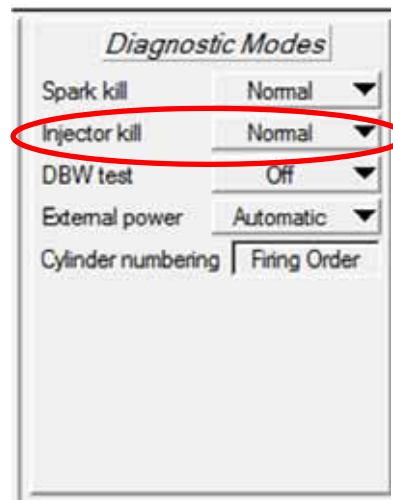 Diagnostic Modes
Spark kill Normal
Injector kill Normal
DBW test Off
External power Automatic
Cylinder numbering Firing Order